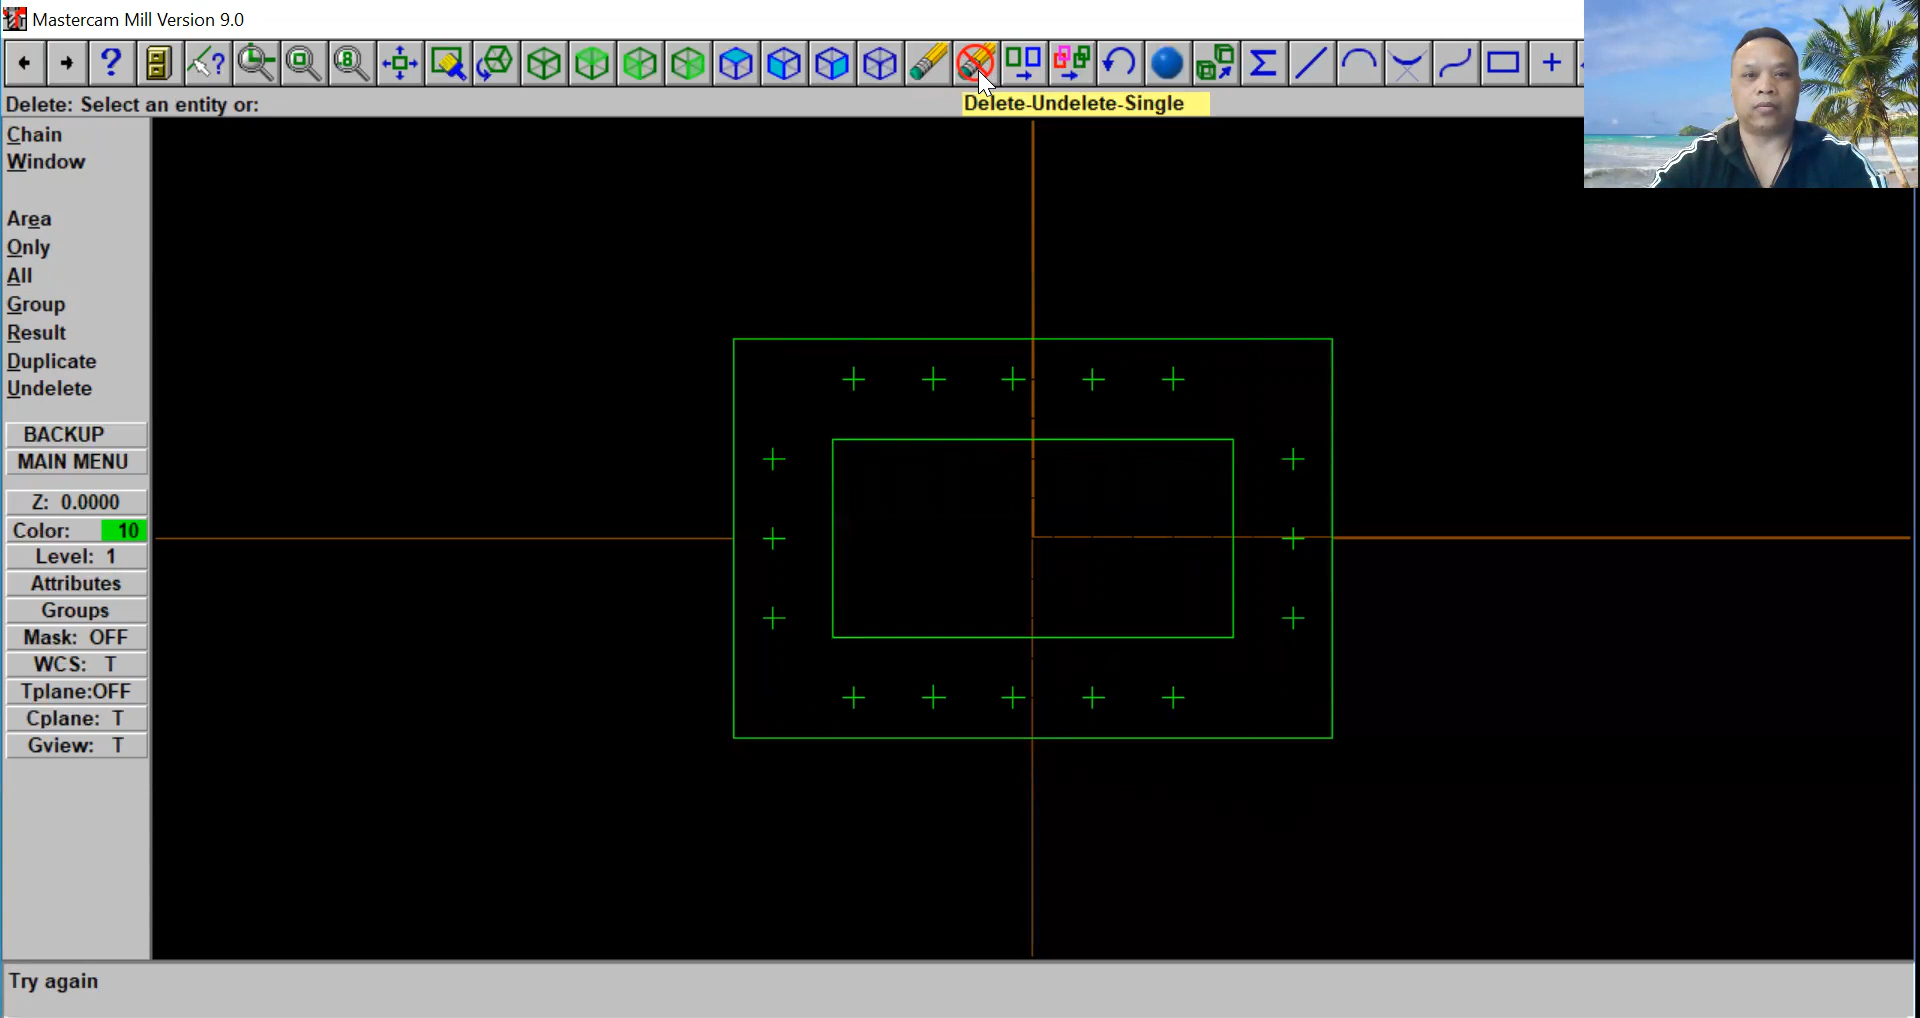 Mastercam Mill Version 9.0
Delete: Select an entity or:
Delete-Undelete-Single
Chain
Window
Area
Only
All
Group
Result
Duplicate
Undelete
BACKUP
MAIN MENU
Z: 0.0000
Color: 10
Level: 1
Attributes
Groups
Mask: OFF
WCS: T
Tplane:OFF
Cplane: T
Gview: T
Try again